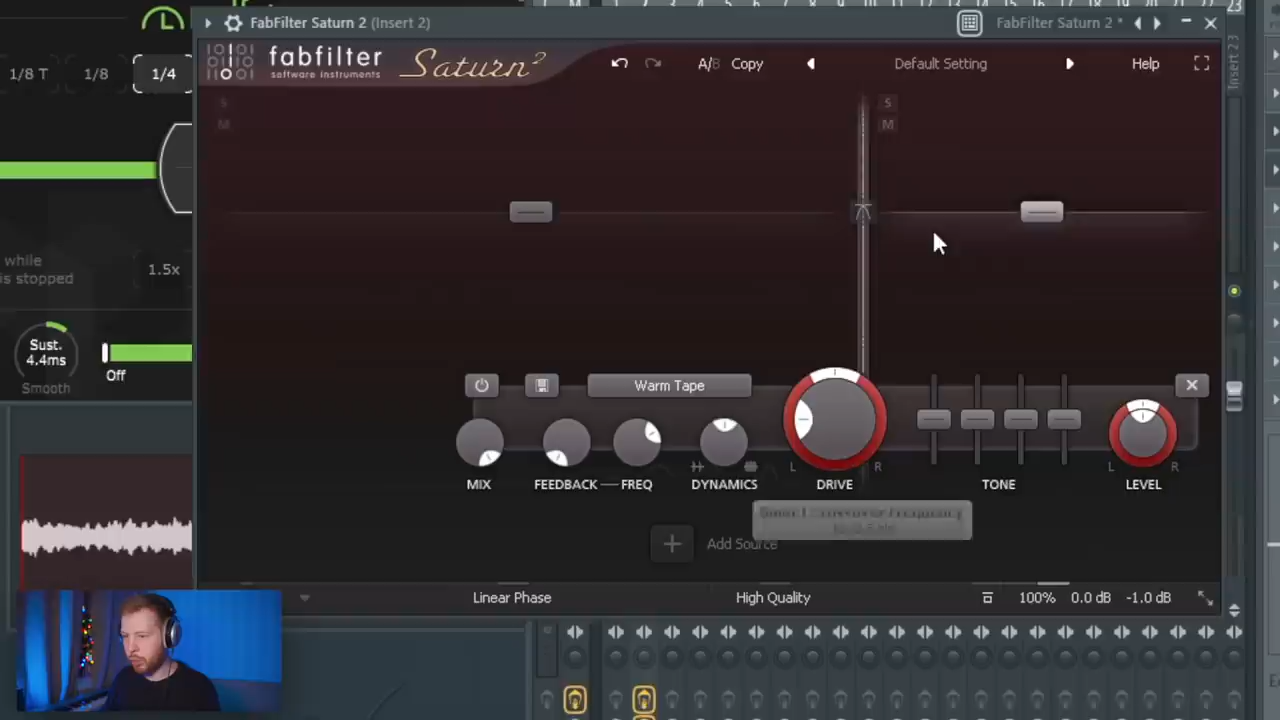 FabFilter Saturn 2 (Insert 2)
FabFilter Saturn 2 *
fabfilter
software instruments
Saturn 2
A/B
Copy
Default Setting
Help
1/8 T
1/8
1/4
S
M
S
M
while
is stopped
1.5x
Sust.
4.4ms
Smooth
Off
Warm Tape
MIX
FEEDBACK
FREQ
DYNAMICS
L
R
DRIVE
TONE
L
R
LEVEL
Add Source
Linear Phase
High Quality
100%
0.0 dB
-1.0 dB
Insert 23